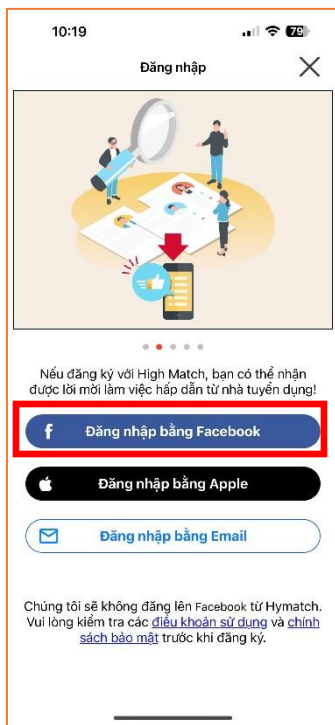 10:19
79
Đăng nhập
Nếu đăng ký với High Match, bạn có thể nhận
được lời mời làm việc hấp dẫn từ nhà tuyển dụng!
f Đăng nhập bằng Facebook
Đăng nhập bằng Apple
Đăng nhập bằng Email
Chúng tôi sẽ không đăng lên Facebook từ Hymatch.
Vui lòng kiểm tra các điều khoản sử dụng và chính
sách bảo mật trước khi đăng ký.